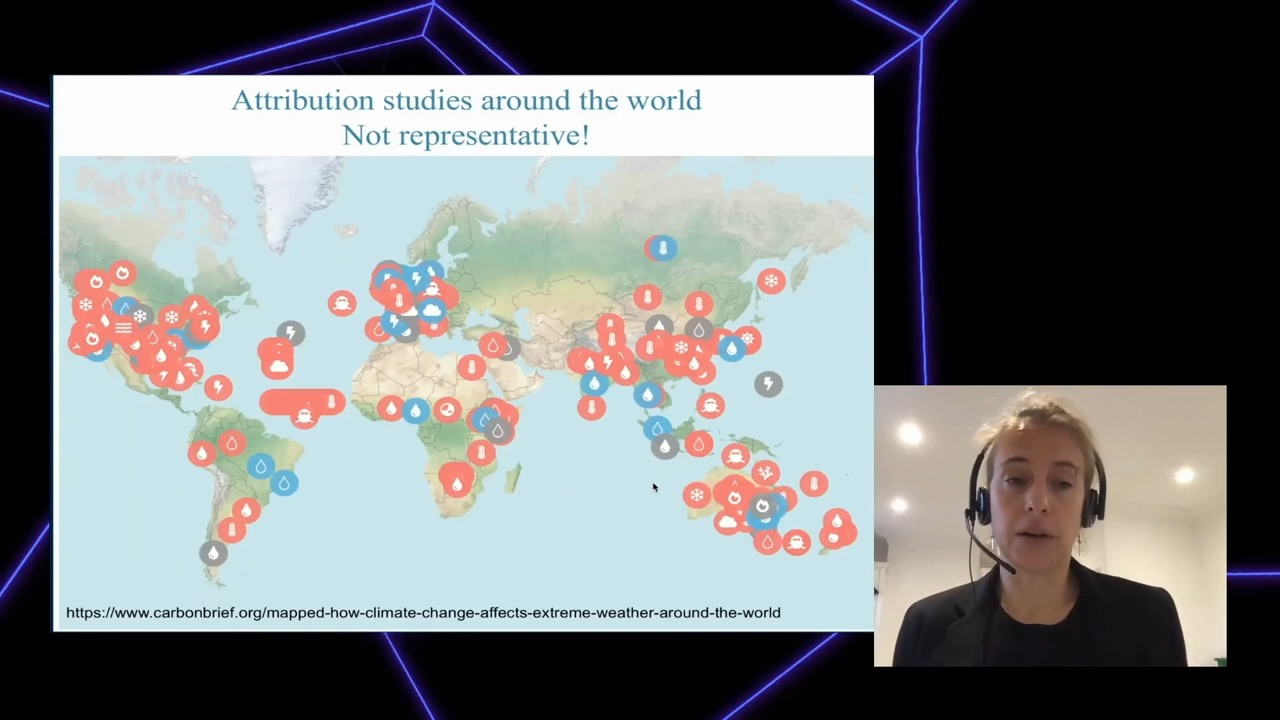 Attribution studies around the world
Not representative!
https://www.carbonbrief.org/mapped-how-climate-change-affects-extreme-weather-around-the-world